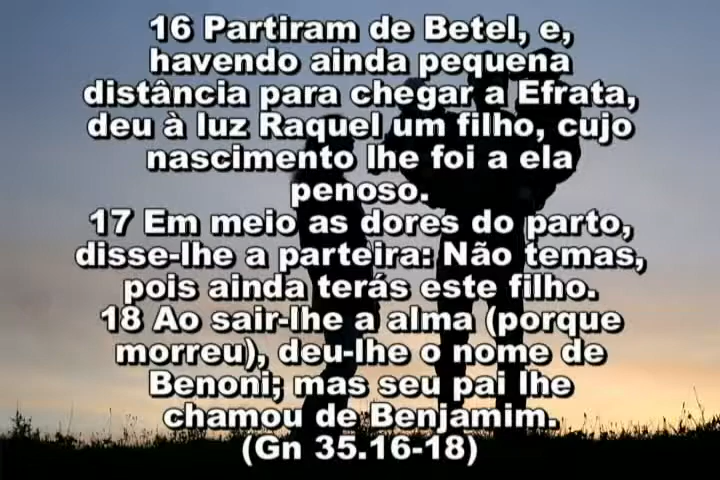 16 Partiram de Betel, e,
havendo ainda pequena
distância para chegar a Efrata,
deu à luz Raquel um filho, cujo
nascimento lhe foi a ela
penoso.
17 Em meio as dores do parto,
disse-lhe a parteira: Não temas,
pois ainda terás este filho.
18 Ao sair-lhe a alma (porque
morreu), deu-lhe o nome de
Benoni; mas seu pai lhe
chamou de Benjamim.
(Gn 35.16-18)